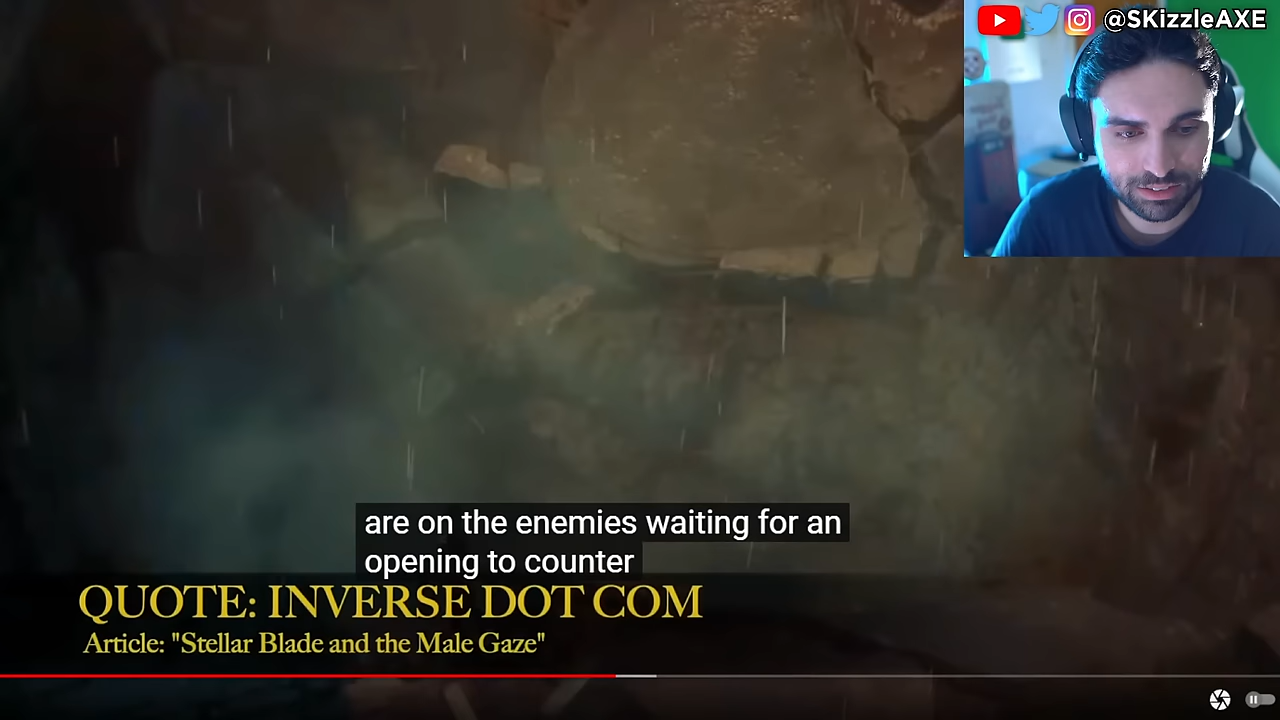 @SKizzleAXE
are on the enemies waiting for an
opening to counter
QUOTE: INVERSE DOT COM
Article: "Stellar Blade and the Male Gaze"